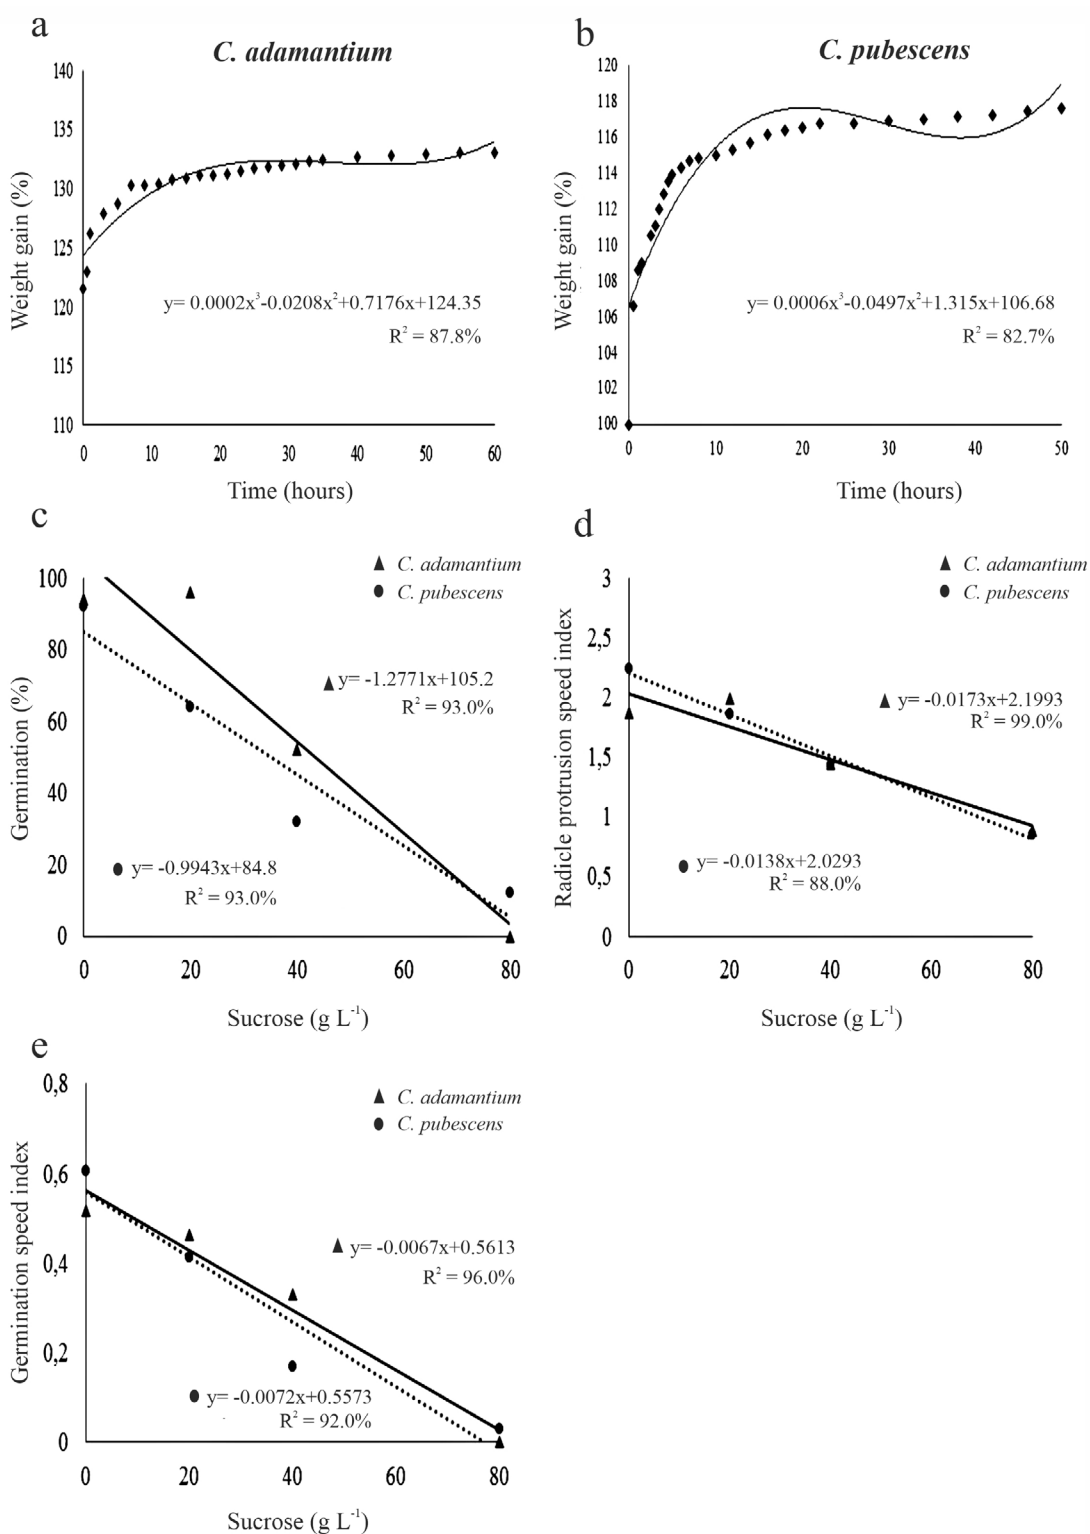 a
C. adamantium
140
135
130
125
120
115
110
Weight gain (%)
y= 0.0002x³-0.0208x²+0.7176x+124.35
R² = 87.8%
0 10 20 30 40 50 60
Time (hours)
b
C. pubescens
120
118
116
114
112
110
108
106
104
102
100
Weight gain (%)
y= 0.0006x³-0.0497x²+1.315x+106.68
R² = 82.7%
0 10 20 30 40 50
Time (hours)
c
▲ C. adamantium
● C. pubescens
100
80
60
40
20
0
Germination (%)
▲ y= -1.2771x+105.2
R² = 93.0%
● y= -0.9943x+84.8
R² = 93.0%
0 20 40 60 80
Sucrose (g L⁻¹)
d
▲ C. adamantium
● C. pubescens
3
2,5
2
1,5
1
0,5
0
Radicle protrusion speed index
▲ y= -0.0173x+2.1993
R² = 99.0%
● y= -0.0138x+2.0293
R² = 88.0%
0 20 40 60 80
Sucrose (g L⁻¹)
e
▲ C. adamantium
● C. pubescens
0,8
0,6
0,4
0,2
0
Germination speed index
▲ y= -0.0067x+0.5613
R² = 96.0%
● y= -0.0072x+0.5573
R² = 92.0%
0 20 40 60 80
Sucrose (g L⁻¹)